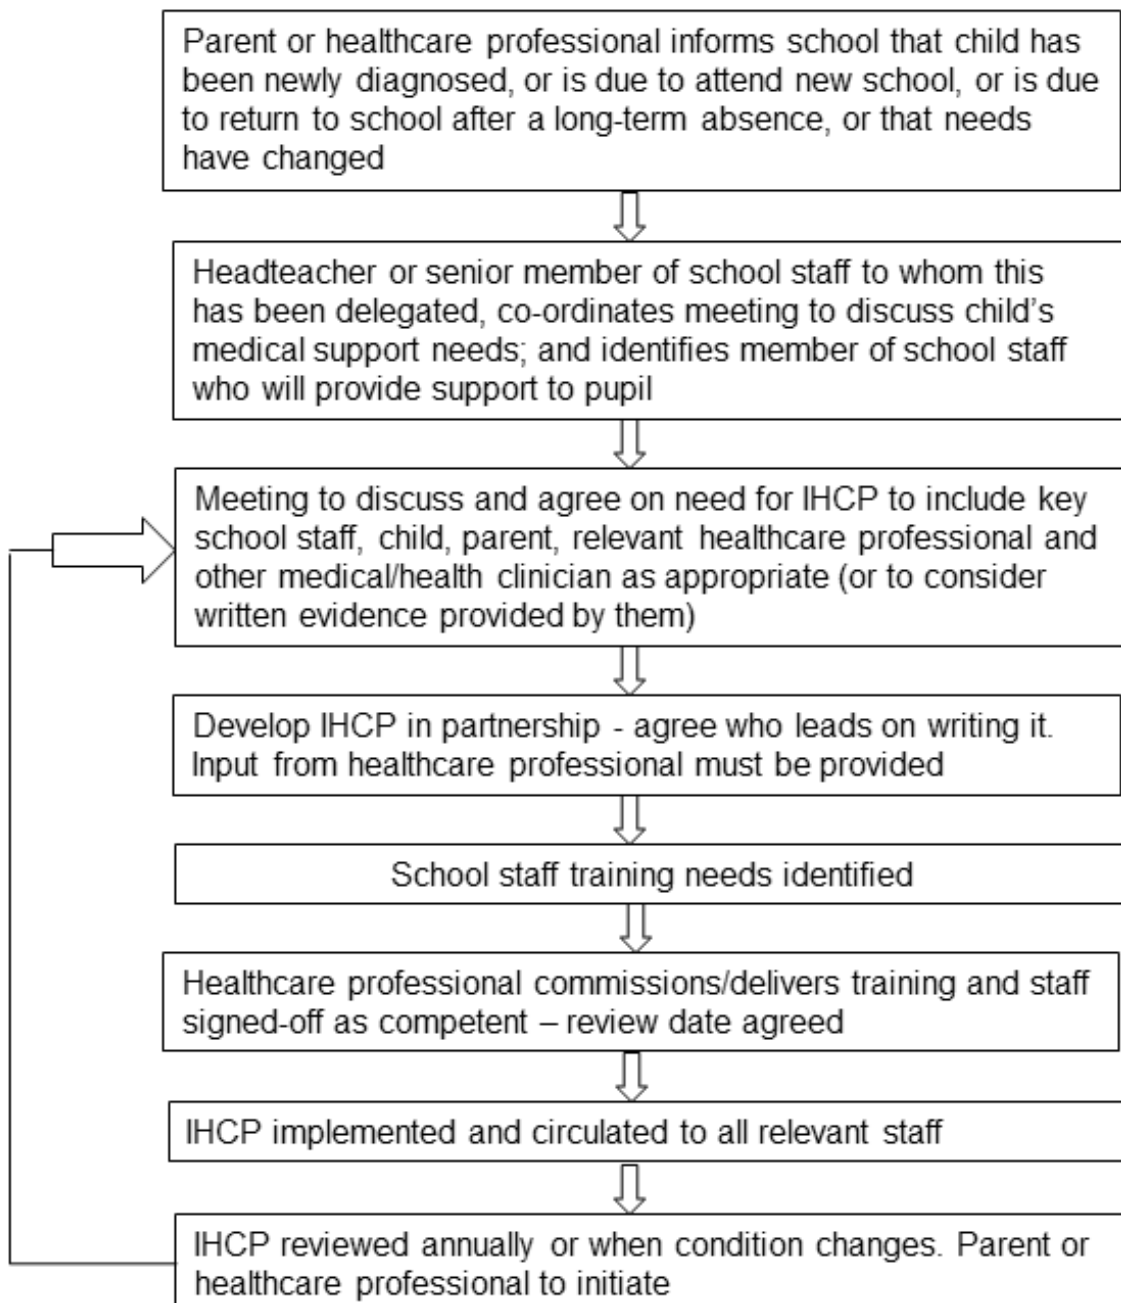 Parent or healthcare professional informs school that child has
been newly diagnosed, or is due to attend new school, or is due
to return to school after a long-term absence, or that needs
have changed
Headteacher or senior member of school staff to whom this
has been delegated, co-ordinates meeting to discuss child's
medical support needs; and identifies member of school staff
who will provide support to pupil
Meeting to discuss and agree on need for IHCP to include key
school staff, child, parent, relevant healthcare professional and
other medical/health clinician as appropriate (or to consider
written evidence provided by them)
Develop IHCP in partnership - agree who leads on writing it.
Input from healthcare professional must be provided
School staff training needs identified
Healthcare professional commissions/delivers training and staff
signed-off as competent – review date agreed
IHCP implemented and circulated to all relevant staff
IHCP reviewed annually or when condition changes. Parent or
healthcare professional to initiate